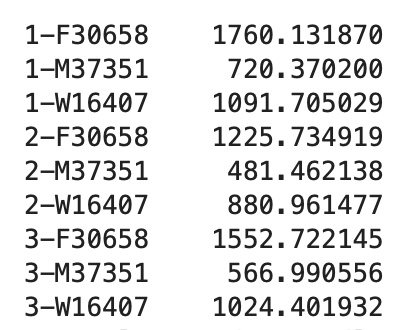 1-F30658 1760.131870
1-M37351 720.370200
1-W16407 1091.705029
2-F30658 1225.734919
2-M37351 481.462138
2-W16407 880.961477
3-F30658 1552.722145
3-M37351 566.990556
3-W16407 1024.401932